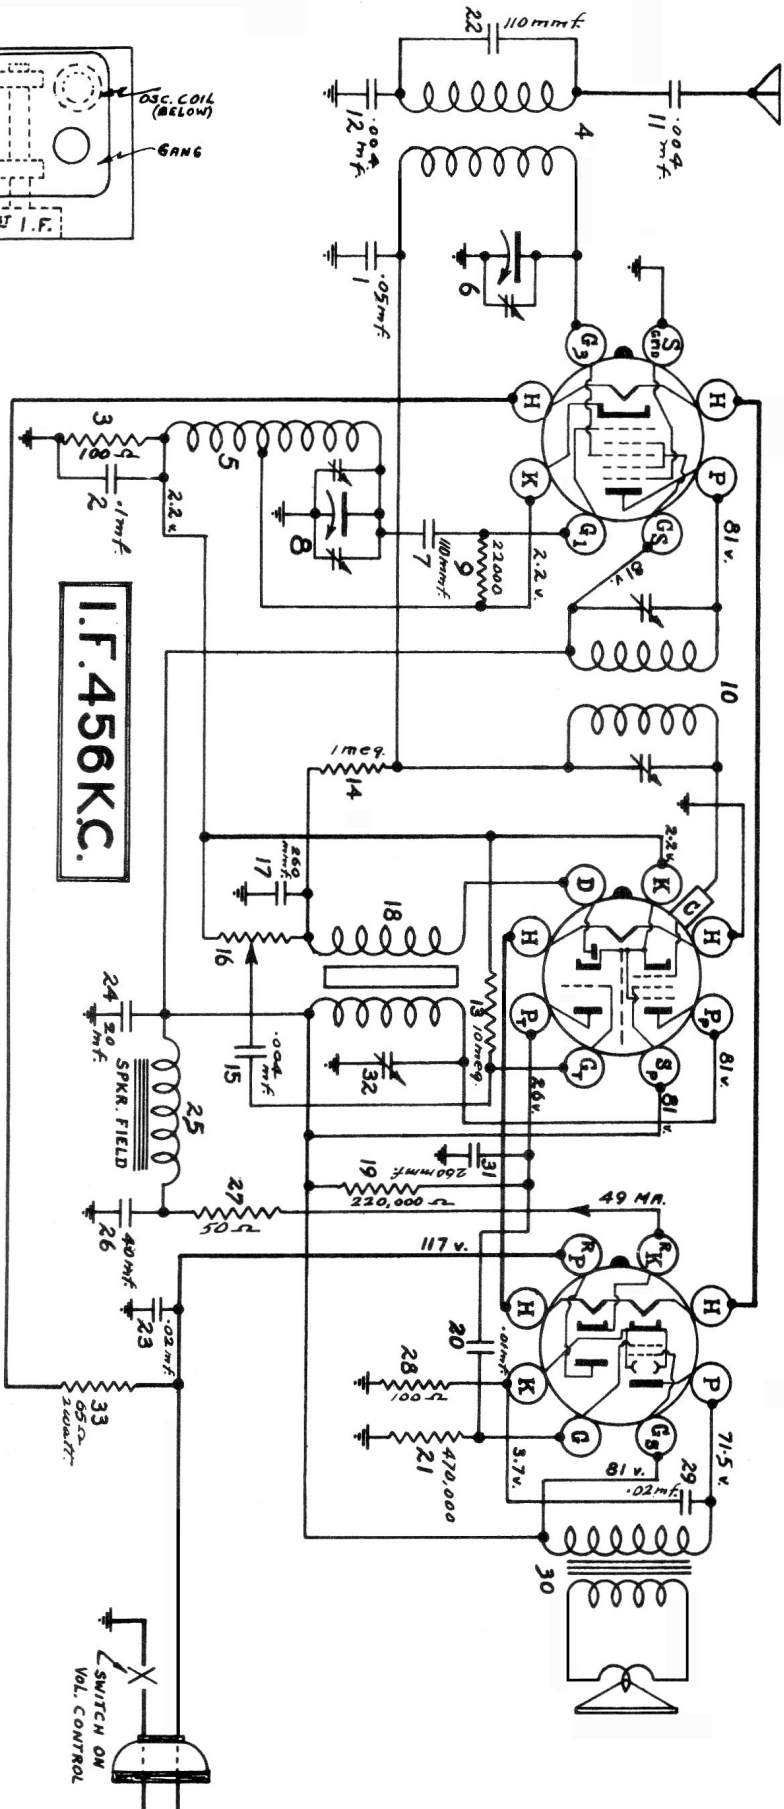 OSC. COIL
(BELOW)
GANG
ST I.F.
22
110 mmf.
12
.004
mf.
4
11
.004
mf.
1
.05 mf.
6
G3
S
GRID
H
H
K
P
G1
GS
3
100 Ω
2
.1 mf.
2.2 v.
5
8
7
110 mmf.
9
22000
2.2 v.
81 v.
81 v.
10
I.F. 456 K.C.
1 meg.
14
2.2 v.
17
260
mmf.
18
16
D
K
C
H
H
PT
PP
GT
SP
13
10 meg.
.004
mf.
15
32
26 v.
81 v.
81 v.
24
20
mf.
SPKR. FIELD
25
26
40 mf.
27
50 Ω
31
260 mmf.
19
220,000 Ω
49 MA.
117 v.
RP
RK
H
H
K
P
G
GS
20
.01 mf.
23
.02 mf.
28
100 Ω
21
470,000
3.7 v.
81 v.
71.5 v.
29
.02 mf.
33
65 Ω
2 watt.
30
SWITCH ON
VOL. CONTROL